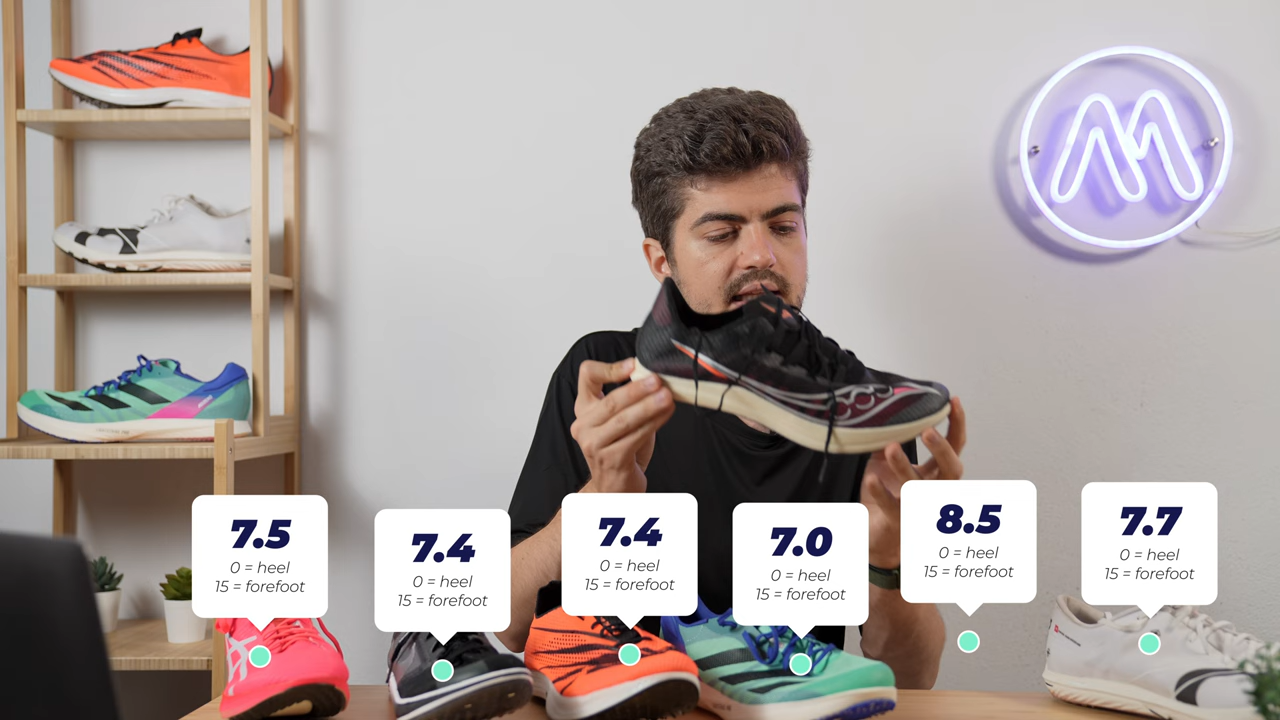 M
7.5
0 = heel
15 = forefoot
7.4
0 = heel
15 = forefoot
7.4
0 = heel
15 = forefoot
7.0
0 = heel
15 = forefoot
8.5
0 = heel
15 = forefoot
7.7
0 = heel
15 = forefoot